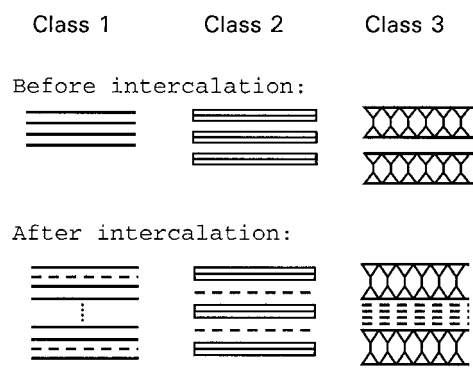 Class 1 Class 2 Class 3
Before intercalation:
After intercalation: